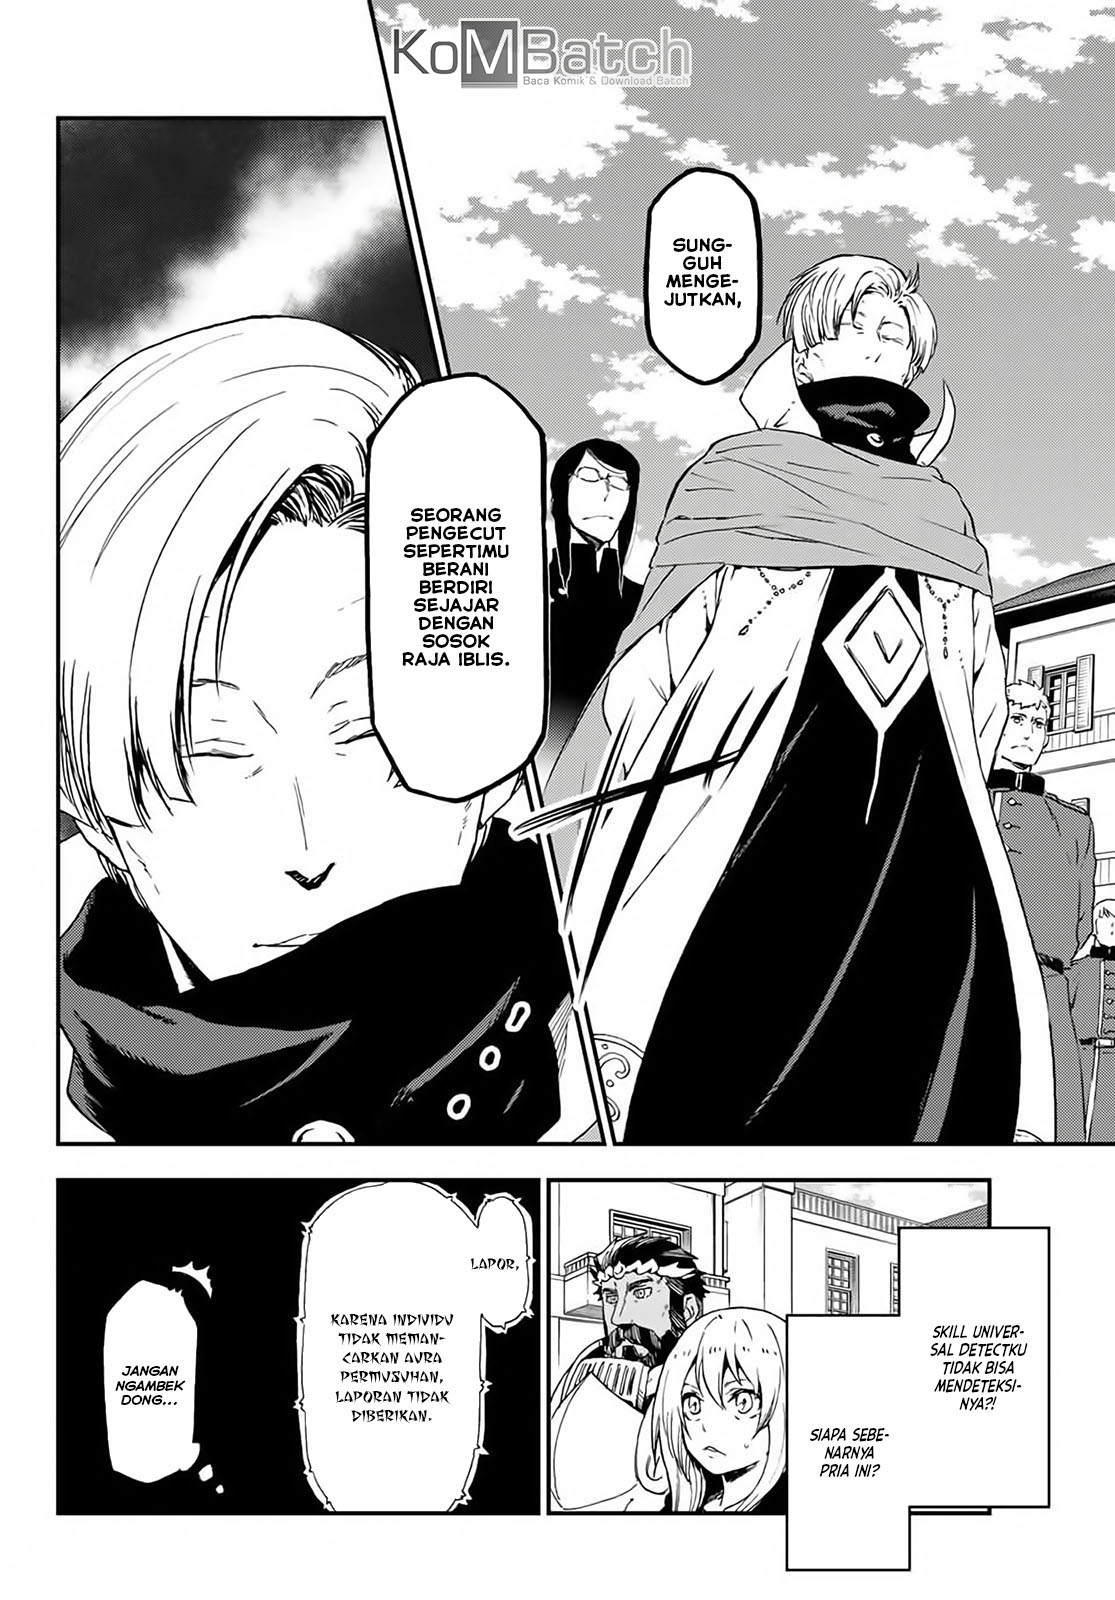 KoMBatch
Baca Komik & Download Batch
SUNG-
GUH
MENGE-
JUTKAN,
SEORANG
PENGECUT
SEPERTIMU
BERANI
BERDIRI
SEJAJAR
DENGAN
SOSOK
RAJA IBLIS.
SKILL UNIVER-
SAL DETECTKU
TIDAK BISA
MENDETEKSI-
NYA?!
SIAPA SEBE-
NARNYA
PRIA INI?
LAPOR,
KARENA INDIVIDU
TIDAK MEMAN-
CARKAN AURA
PERMUSUHAN,
LAPORAN TIDAK
DIBERIKAN.
JANGAN
NGAMBEK
DONG...